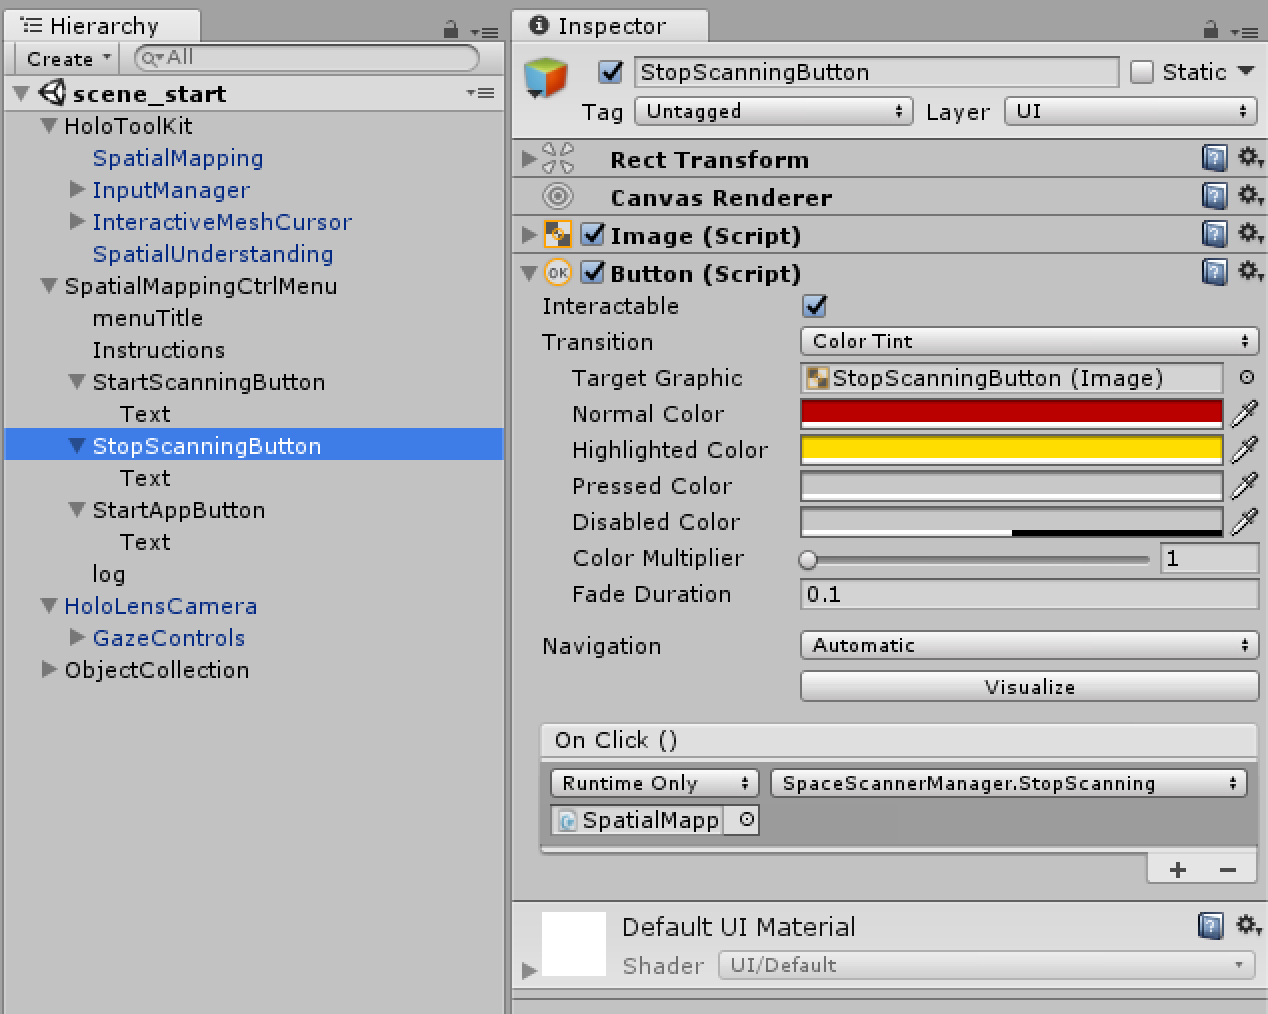 Hierarchy
Create
All
scene_start
HoloToolKit
SpatialMapping
InputManager
InteractiveMeshCursor
SpatialUnderstanding
SpatialMappingCtrlMenu
menuTitle
Instructions
StartScanningButton
Text
StopScanningButton
Text
StartAppButton
Text
log
HoloLensCamera
GazeControls
ObjectCollection
Inspector
StopScanningButton
Static
Tag Untagged Layer UI
Rect Transform
Canvas Renderer
Image (Script)
OK Button (Script)
Interactable
Transition Color Tint
Target Graphic StopScanningButton (Image)
Normal Color
Highlighted Color
Pressed Color
Disabled Color
Color Multiplier 1
Fade Duration 0.1
Navigation Automatic
Visualize
On Click ()
Runtime Only SpaceScannerManager.StopScanning
SpatialMapp
+ −
Default UI Material
Shader UI/Default